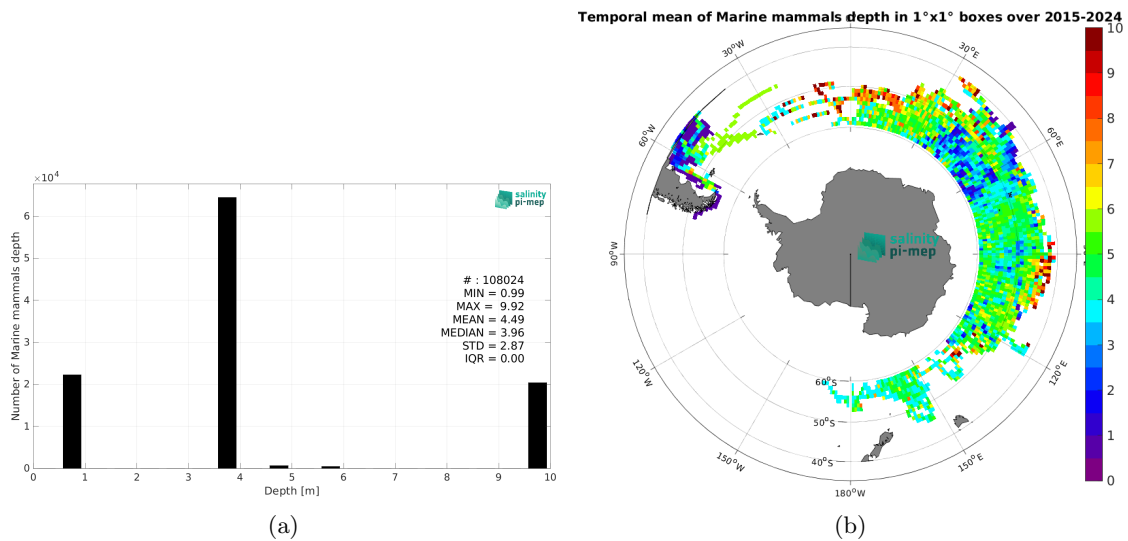 Temporal mean of Marine mammals depth in 1°x1° boxes over 2015-2024
×10⁴
6
5
4
3
2
1
0
Number of Marine mammals depth
0 1 2 3 4 5 6 7 8 9 10
Depth [m]
salinity
pi-mep
# : 108024
MIN = 0.99
MAX = 9.92
MEAN = 4.49
MEDIAN = 3.96
STD = 2.87
IQR = 0.00
(a)
30°W
30°E
60°W
60°E
90°W
120°W
120°E
150°W
150°E
180°W
60°S
50°S
40°S
salinity
pi-mep
10
9
8
7
6
5
4
3
2
1
0
(b)